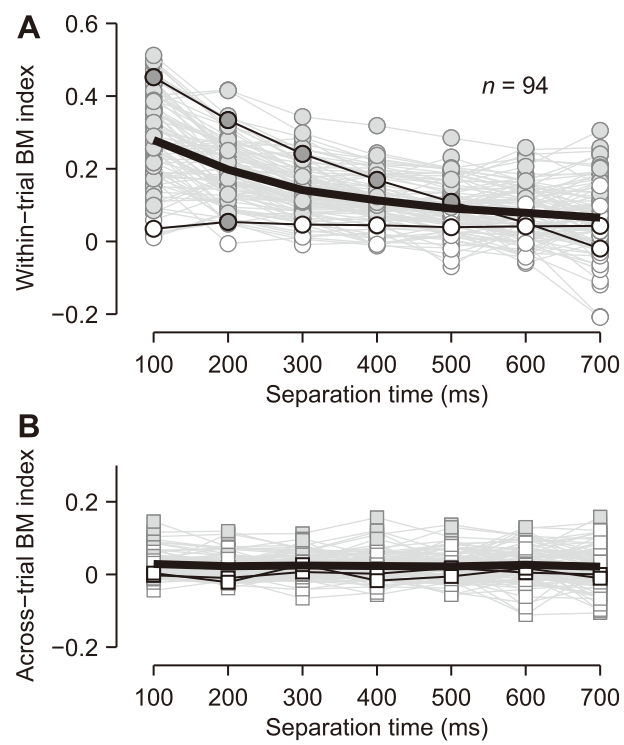 A
Within−trial BM index
0.6
0.4
0.2
0
−0.2
n = 94
100 200 300 400 500 600 700
Separation time (ms)
B
Across−trial BM index
0.2
0
−0.2
100 200 300 400 500 600 700
Separation time (ms)